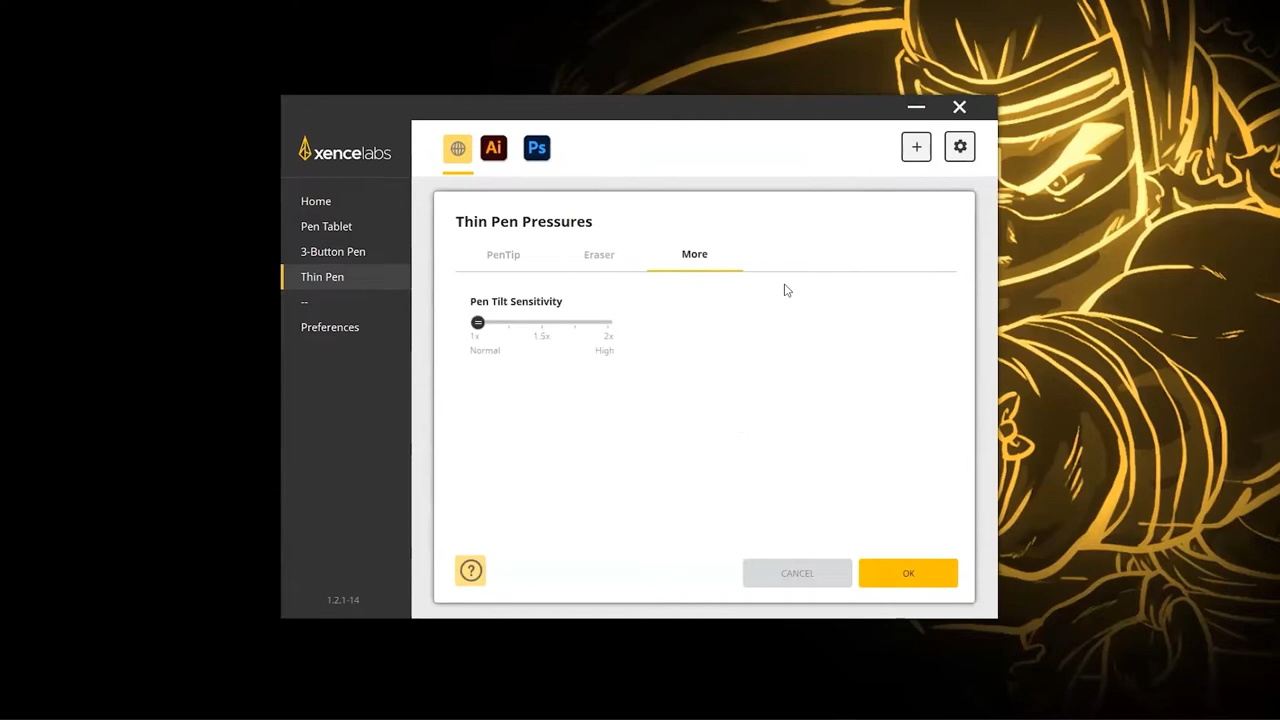 xencelabs
Ai
Ps
Home
Pen Tablet
3-Button Pen
Thin Pen
--
Preferences
1.2.1-14
Thin Pen Pressures
PenTip
Eraser
More
Pen Tilt Sensitivity
1x
1.5x
2x
Normal
High
?
CANCEL
OK